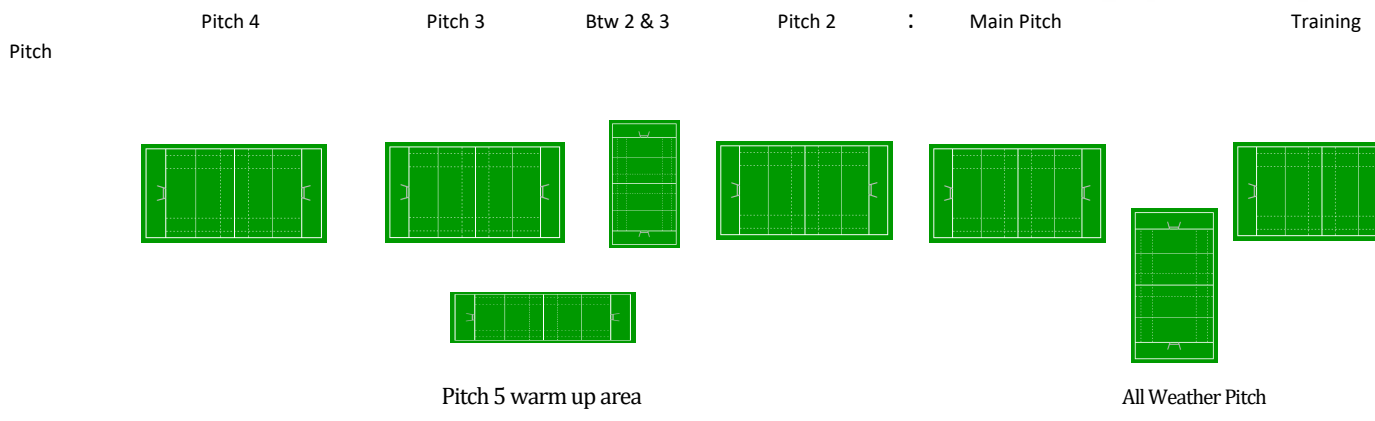 Pitch 4 Pitch 3 Btw 2 & 3 Pitch 2 : Main Pitch Training
Pitch
Pitch 5 warm up area All Weather Pitch